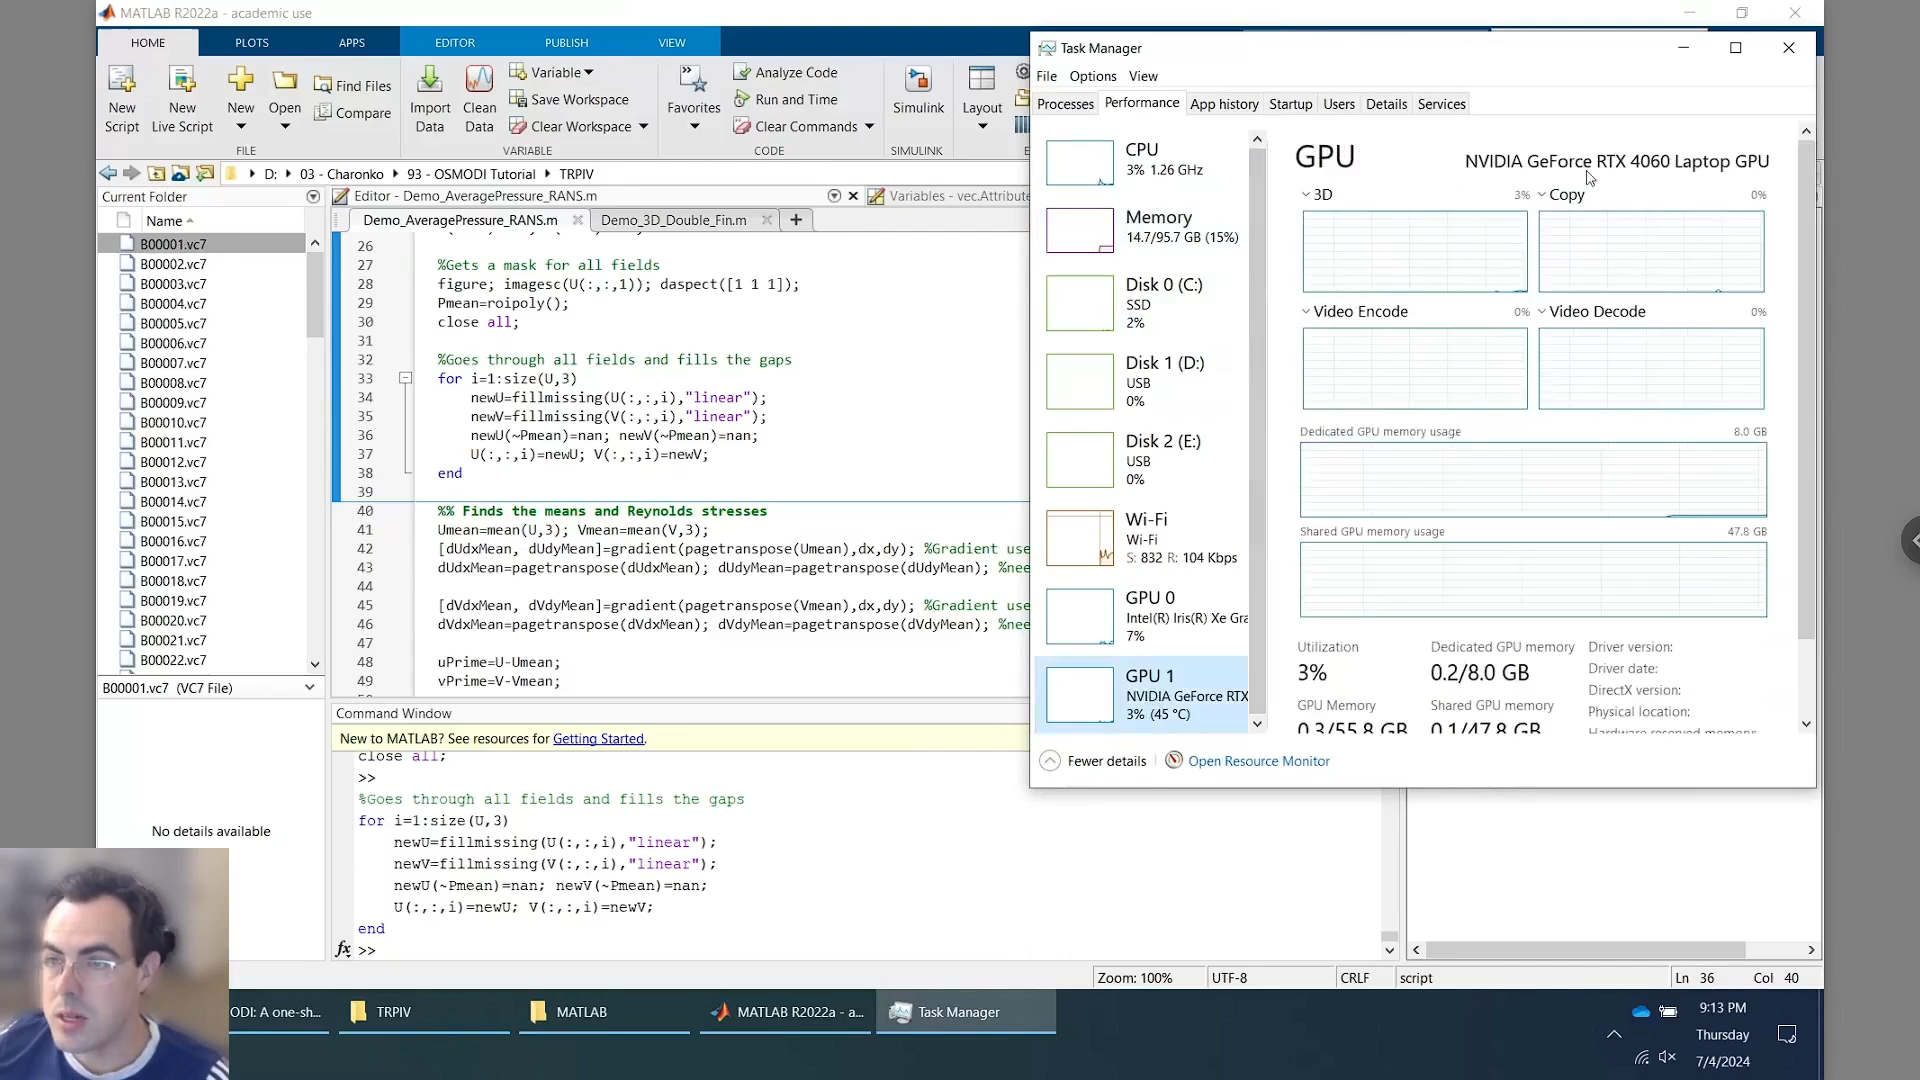 MATLAB R2022a - academic use
HOME
PLOTS
APPS
EDITOR
PUBLISH
VIEW
New
Script
New
Live Script
New
Open
Find Files
Compare
FILE
Import
Data
Clean
Data
Variable
Save Workspace
Clear Workspace
VARIABLE
Favorites
Analyze Code
Run and Time
Clear Commands
CODE
Simulink
SIMULINK
Layout
D:
03 - Charonko
93 - OSMODI Tutorial
TRPIV
Current Folder
Name
B00001.vc7
B00002.vc7
B00003.vc7
B00004.vc7
B00005.vc7
B00006.vc7
B00007.vc7
B00008.vc7
B00009.vc7
B00010.vc7
B00011.vc7
B00012.vc7
B00013.vc7
B00014.vc7
B00015.vc7
B00016.vc7
B00017.vc7
B00018.vc7
B00019.vc7
B00020.vc7
B00021.vc7
B00022.vc7
B00001.vc7 (VC7 File)
No details available
Editor - Demo_AveragePressure_RANS.m
Variables - vec.Attribute
Demo_AveragePressure_RANS.m
Demo_3D_Double_Fin.m
26
27 %Gets a mask for all fields
28 figure; imagesc(U(:,:,1)); daspect([1 1 1]);
29 Pmean=roipoly();
30 close all;
31
32 %Goes through all fields and fills the gaps
33 for i=1:size(U,3)
34 newU=fillmissing(U(:,:,i),"linear");
35 newV=fillmissing(V(:,:,i),"linear");
36 newU(~Pmean)=nan; newV(~Pmean)=nan;
37 U(:,:,i)=newU; V(:,:,i)=newV;
38 end
39
40 %% Finds the means and Reynolds stresses
41 Umean=mean(U,3); Vmean=mean(V,3);
42 [dUdxMean, dUdyMean]=gradient(pagetranspose(Umean),dx,dy); %Gradient use
43 dUdxMean=pagetranspose(dUdxMean); dUdyMean=pagetranspose(dUdyMean); %nee
44
45 [dVdxMean, dVdyMean]=gradient(pagetranspose(Vmean),dx,dy); %Gradient use
46 dVdxMean=pagetranspose(dVdxMean); dVdyMean=pagetranspose(dVdyMean); %nee
47
48 uPrime=U-Umean;
49 vPrime=V-Vmean;
Command Window
New to MATLAB? See resources for Getting Started.
close all;
>>
%Goes through all fields and fills the gaps
for i=1:size(U,3)
newU=fillmissing(U(:,:,i),"linear");
newV=fillmissing(V(:,:,i),"linear");
newU(~Pmean)=nan; newV(~Pmean)=nan;
U(:,:,i)=newU; V(:,:,i)=newV;
end
fx >>
Zoom: 100%
UTF-8
CRLF
script
Ln 36
Col 40
Task Manager
File
Options
View
Processes
Performance
App history
Startup
Users
Details
Services
CPU
3% 1.26 GHz
Memory
14.7/95.7 GB (15%)
Disk 0 (C:)
SSD
2%
Disk 1 (D:)
USB
0%
Disk 2 (E:)
USB
0%
Wi-Fi
Wi-Fi
S: 832 R: 104 Kbps
GPU 0
Intel(R) Iris(R) Xe Gra
7%
GPU 1
NVIDIA GeForce RTX
3% (45 °C)
GPU
NVIDIA GeForce RTX 4060 Laptop GPU
3D 3%
Copy 0%
Video Encode 0%
Video Decode 0%
Dedicated GPU memory usage 8.0 GB
Shared GPU memory usage 47.8 GB
Utilization
3%
Dedicated GPU memory
0.2/8.0 GB
GPU Memory
0.3/55.8 GB
Shared GPU memory
0.1/47.8 GB
Driver version:
Driver date:
DirectX version:
Physical location:
Hardware reserved memory:
Fewer details
Open Resource Monitor
ODI: A one-sh...
TRPIV
MATLAB
MATLAB R2022a - a...
Task Manager
9:13 PM
Thursday
7/4/2024